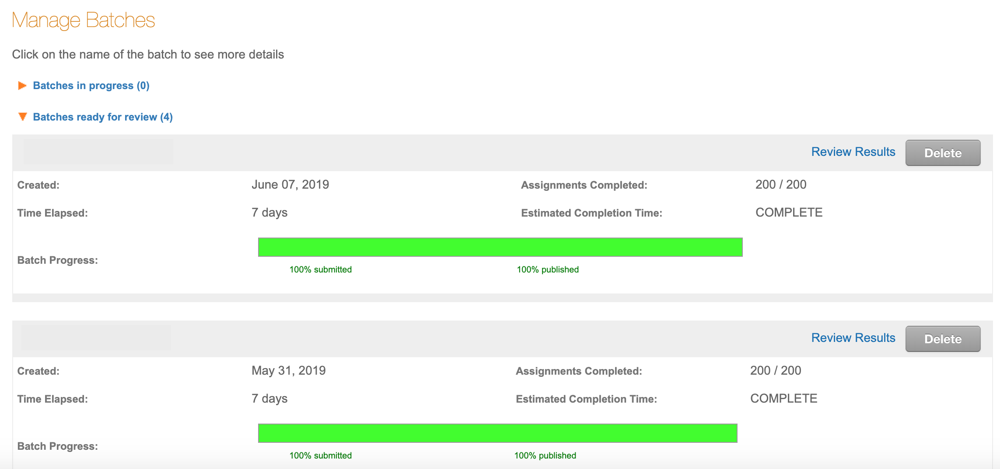 Manage Batches
Click on the name of the batch to see more details
Batches in progress (0)
Batches ready for review (4)
Review Results Delete
Created: June 07, 2019 Assignments Completed: 200 / 200
Time Elapsed: 7 days Estimated Completion Time: COMPLETE
Batch Progress:
100% submitted 100% published
Review Results Delete
Created: May 31, 2019 Assignments Completed: 200 / 200
Time Elapsed: 7 days Estimated Completion Time: COMPLETE
Batch Progress:
100% submitted 100% published